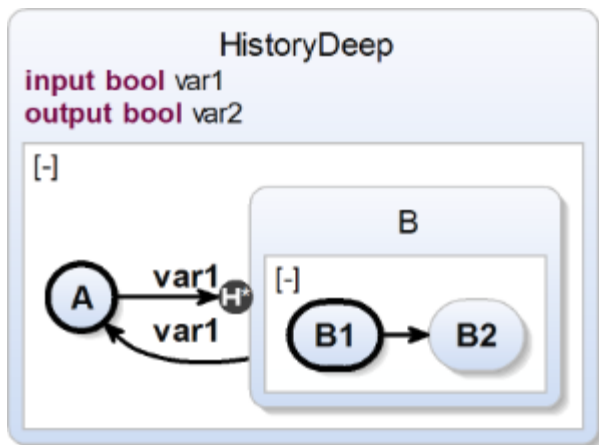 HistoryDeep
input bool var1
output bool var2
[-]
B
A
var1
H*
var1
[-]
B1
B2